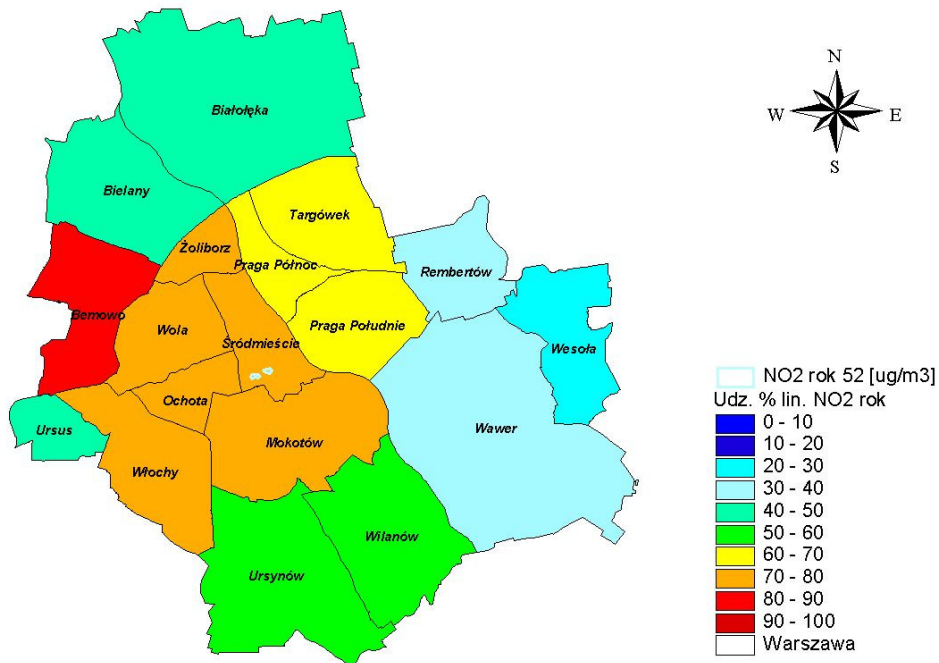 N
W E
S
Białołęka
Bielany
Targówek
Żoliborz
Praga Północ
Rembertów
Bemowo
Wola
Śródmieście
Praga Południe
Wesoła
Ochota
Ursus
Mokotów
Wawer
Włochy
Wilanów
Ursynów
NO2 rok 52 [ug/m3]
Udz. % lin. NO2 rok
0 - 10
10 - 20
20 - 30
30 - 40
40 - 50
50 - 60
60 - 70
70 - 80
80 - 90
90 - 100
Warszawa